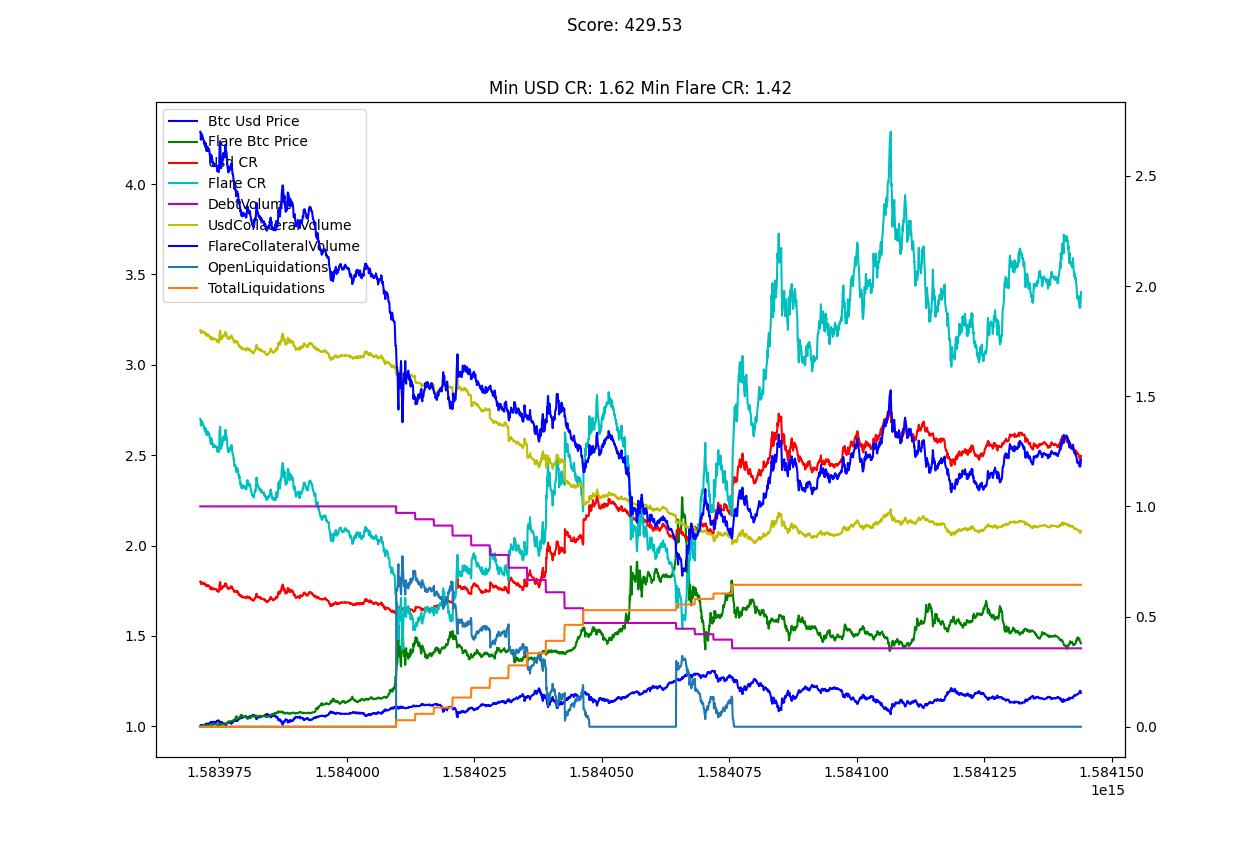 Score: 429.53
Min USD CR: 1.62 Min Flare CR: 1.42
Btc Usd Price
Flare Btc Price
Usd CR
Flare CR
DebtVolume
UsdCollateralVolume
FlareCollateralVolume
OpenLiquidations
TotalLiquidations
4.0
3.5
3.0
2.5
2.0
1.5
1.0
2.5
2.0
1.5
1.0
0.5
0.0
1.583975
1.584000
1.584025
1.584050
1.584075
1.584100
1.584125
1.584150
1e15